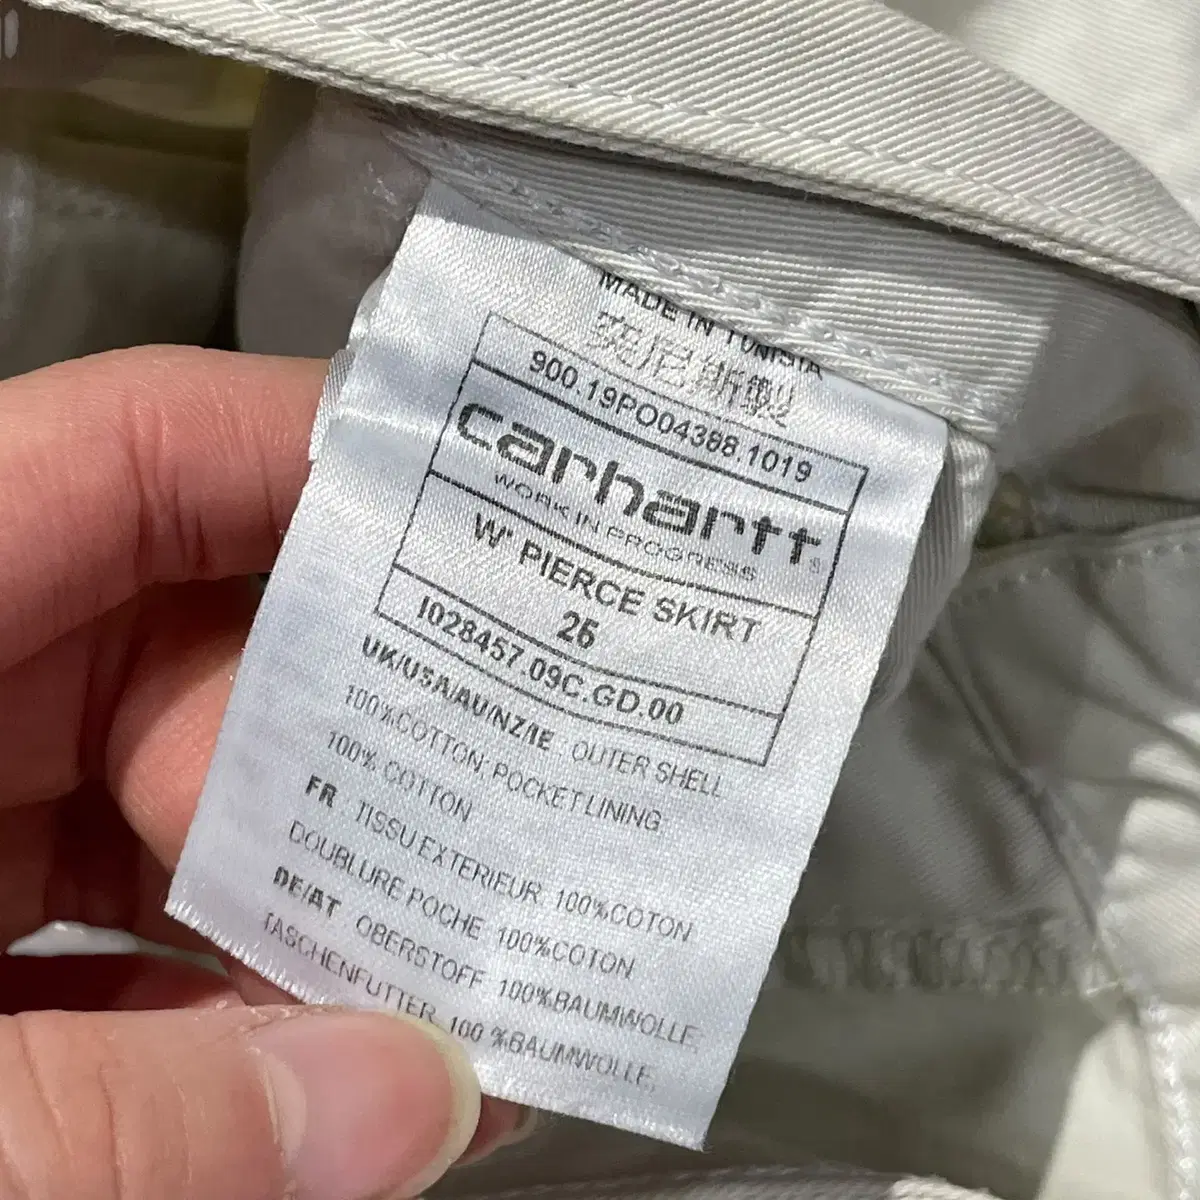 MADE IN TUNISIA
突尼斯製
900.19PO04388.1019
carhartt
WORK IN PROGRESS
W' PIERCE SKIRT
26
I028457.09C.GD.00
UK/USA/AU/NZ/IE OUTER SHELL
100%COTTON; POCKET LINING
100% COTTON
FR : TISSU EXTERIEUR 100%COTON
DOUBLURE POCHE 100%COTON
DE/AT OBERSTOFF 100%BAUMWOLLE;
TASCHENFUTTER 100 %BAUMWOLLE;